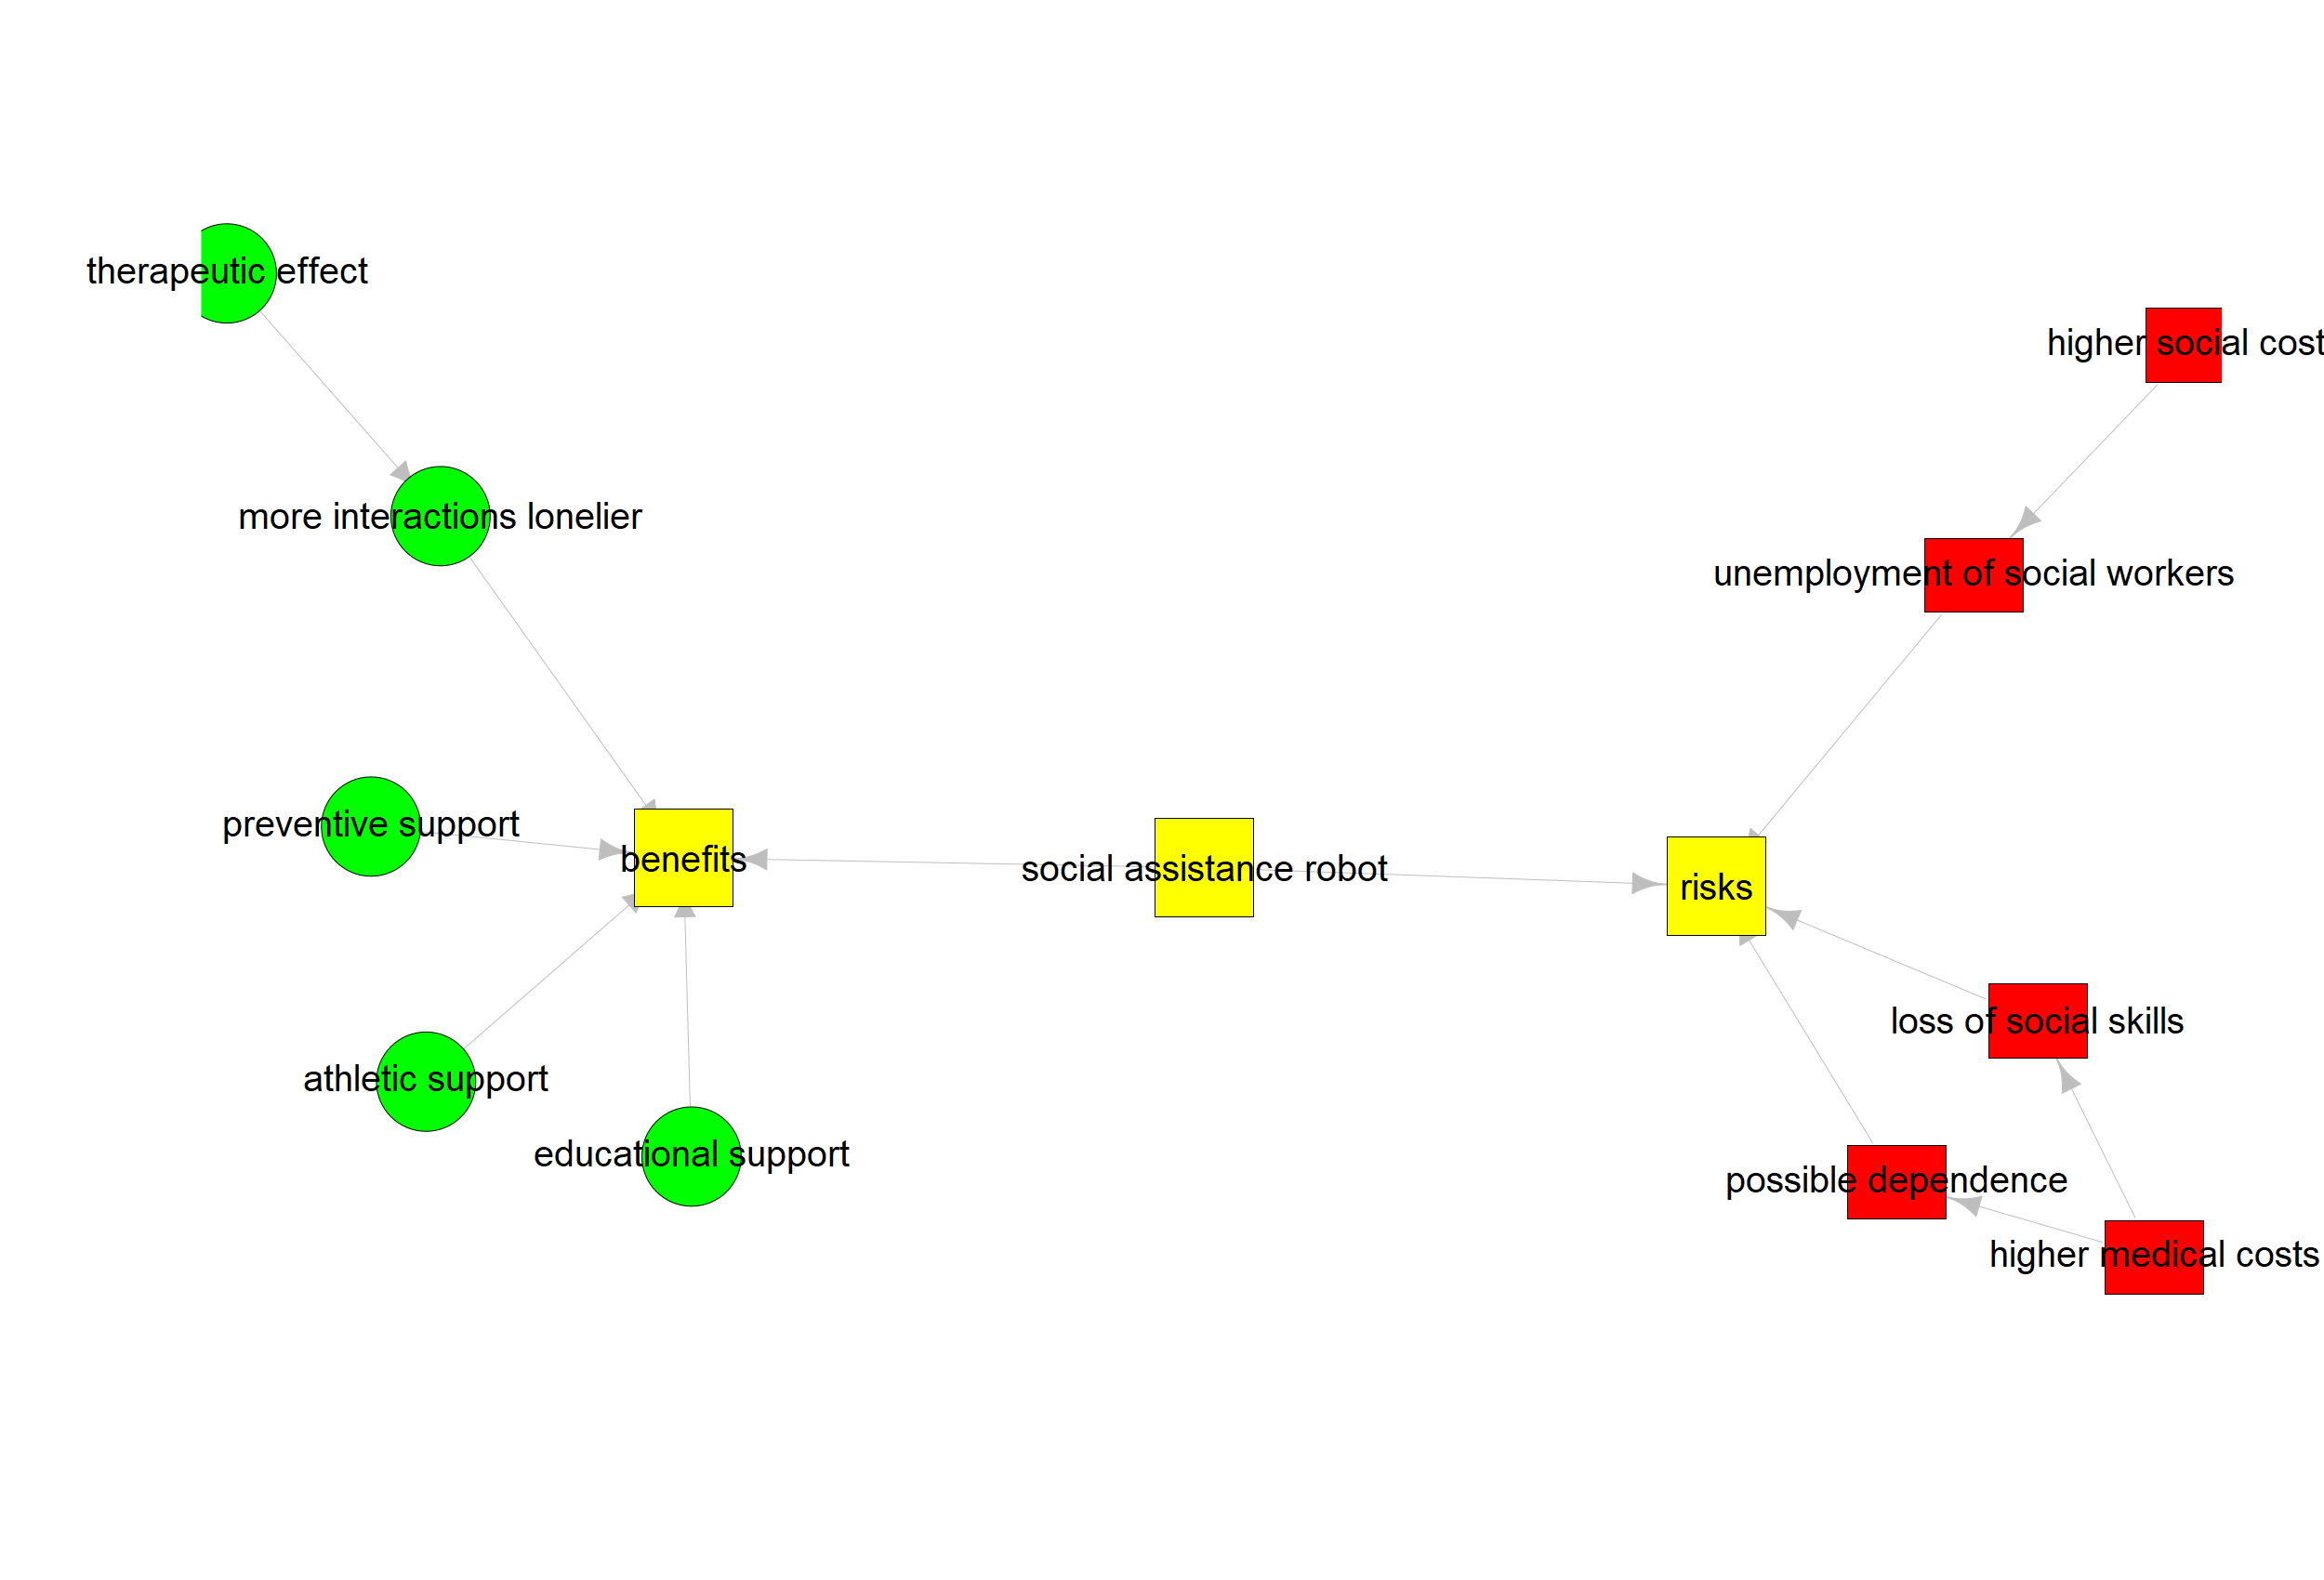 therapeutic effect
higher social cost
more interactions lonelier
unemployment of social workers
preventive support
benefits
social assistance robot
risks
loss of social skills
athletic support
educational support
possible dependence
higher medical costs